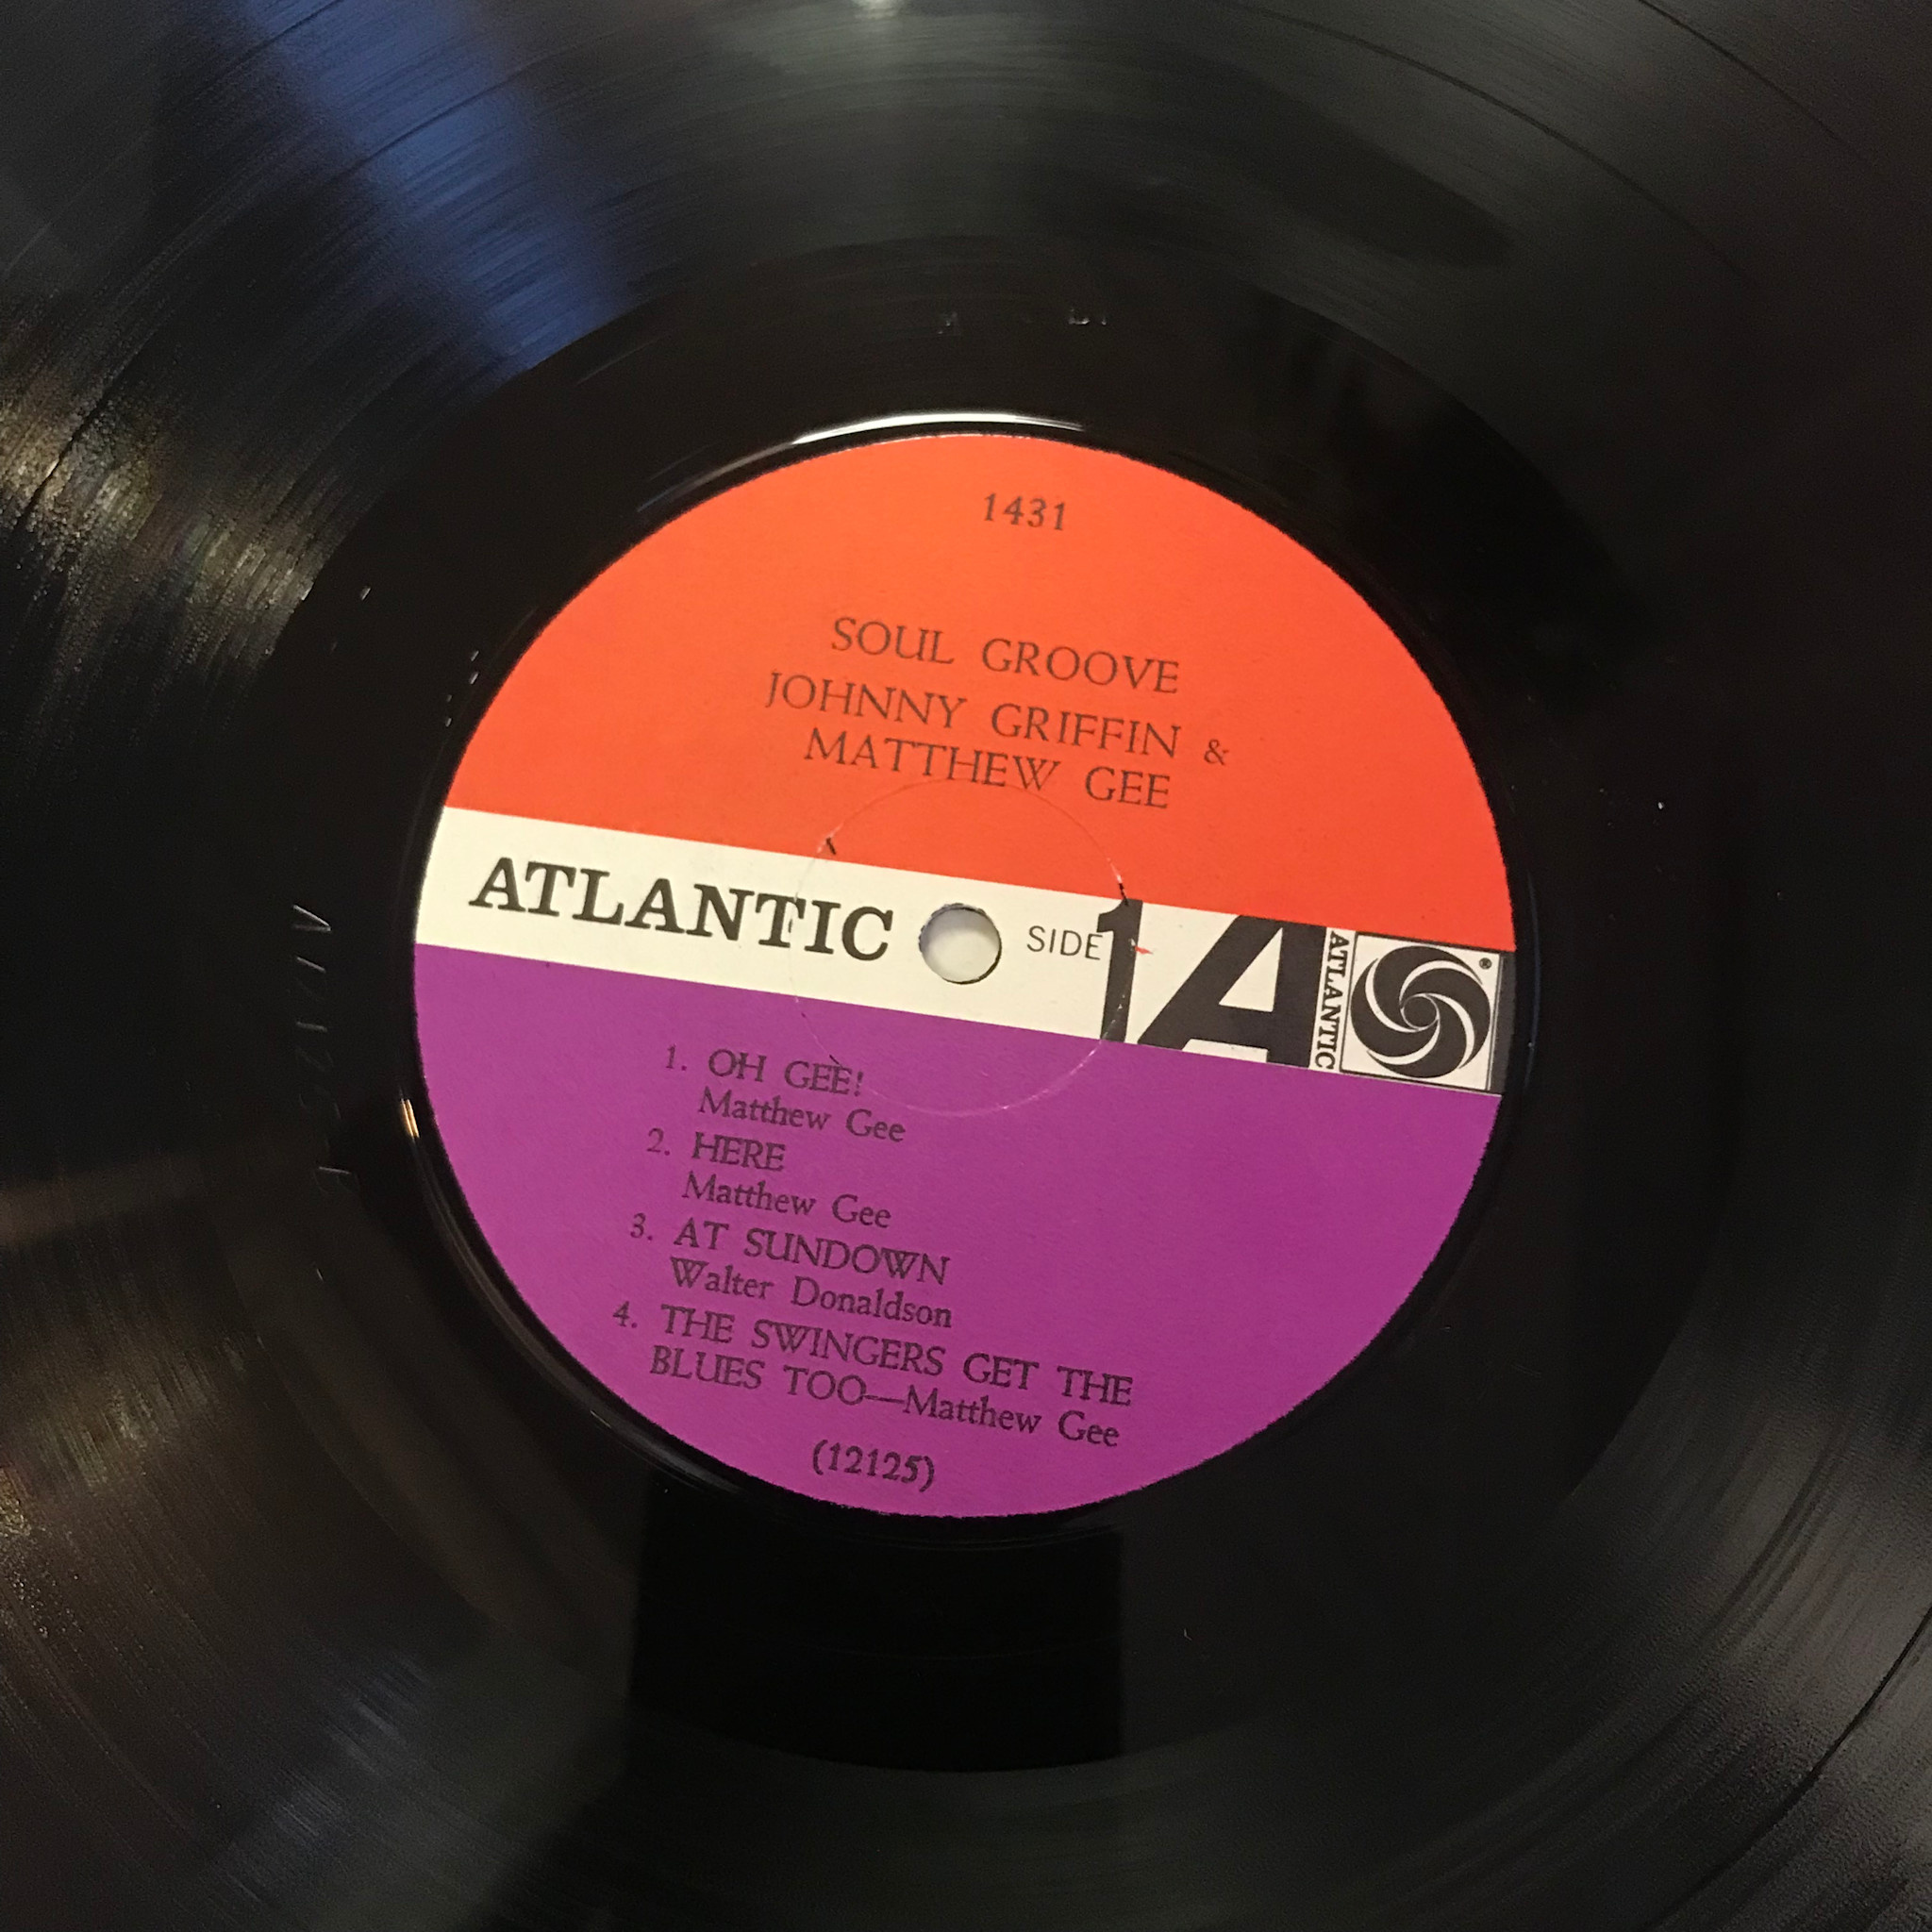 1431
SOUL GROOVE
JOHNNY GRIFFIN &
MATTHEW GEE
ATLANTIC SIDE 1 A ATLANTIC ®
1. OH GEE!
Matthew Gee
2. HERE
Matthew Gee
3. AT SUNDOWN
Walter Donaldson
4. THE SWINGERS GET THE
BLUES TOO—Matthew Gee
(12125)